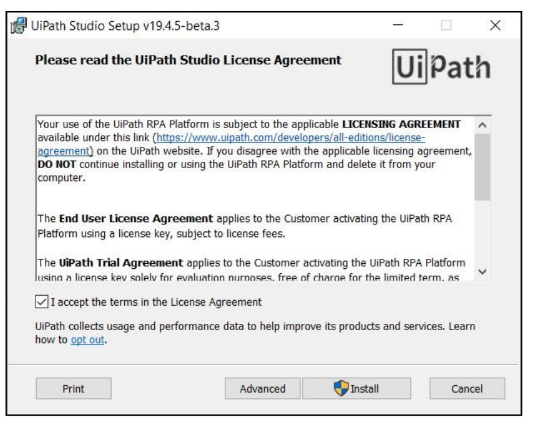 UiPath Studio Setup v19.4.5-beta.3
Please read the UiPath Studio License Agreement
UiPath
Your use of the UiPath RPA Platform is subject to the applicable LICENSING AGREEMENT
available under this link (https://www.uipath.com/developers/all-editions/license-
agreement) on the UiPath website. If you disagree with the applicable licensing agreement,
DO NOT continue installing or using the UiPath RPA Platform and delete it from your
computer.
The End User License Agreement applies to the Customer activating the UiPath RPA
Platform using a license key, subject to license fees.
The UiPath Trial Agreement applies to the Customer activating the UiPath RPA Platform
using a license key solely for evaluation purposes, free of charge for the limited term, as
I accept the terms in the License Agreement
UiPath collects usage and performance data to help improve its products and services. Learn
how to opt out.
Print
Advanced
Install
Cancel